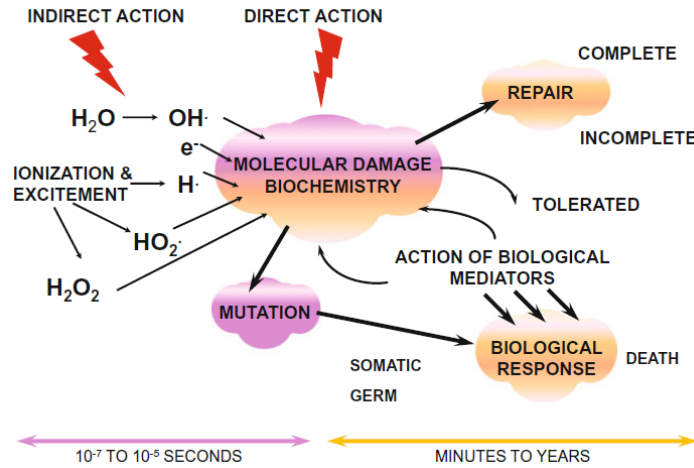 INDIRECT ACTION
DIRECT ACTION
COMPLETE
REPAIR
INCOMPLETE
H₂O
OH·
e⁻
MOLECULAR DAMAGE
BIOCHEMISTRY
IONIZATION &
EXCITEMENT
H·
HO₂·
H₂O₂
TOLERATED
ACTION OF BIOLOGICAL
MEDIATORS
MUTATION
BIOLOGICAL
RESPONSE
DEATH
SOMATIC
GERM
10⁻⁷ TO 10⁻⁵ SECONDS
MINUTES TO YEARS